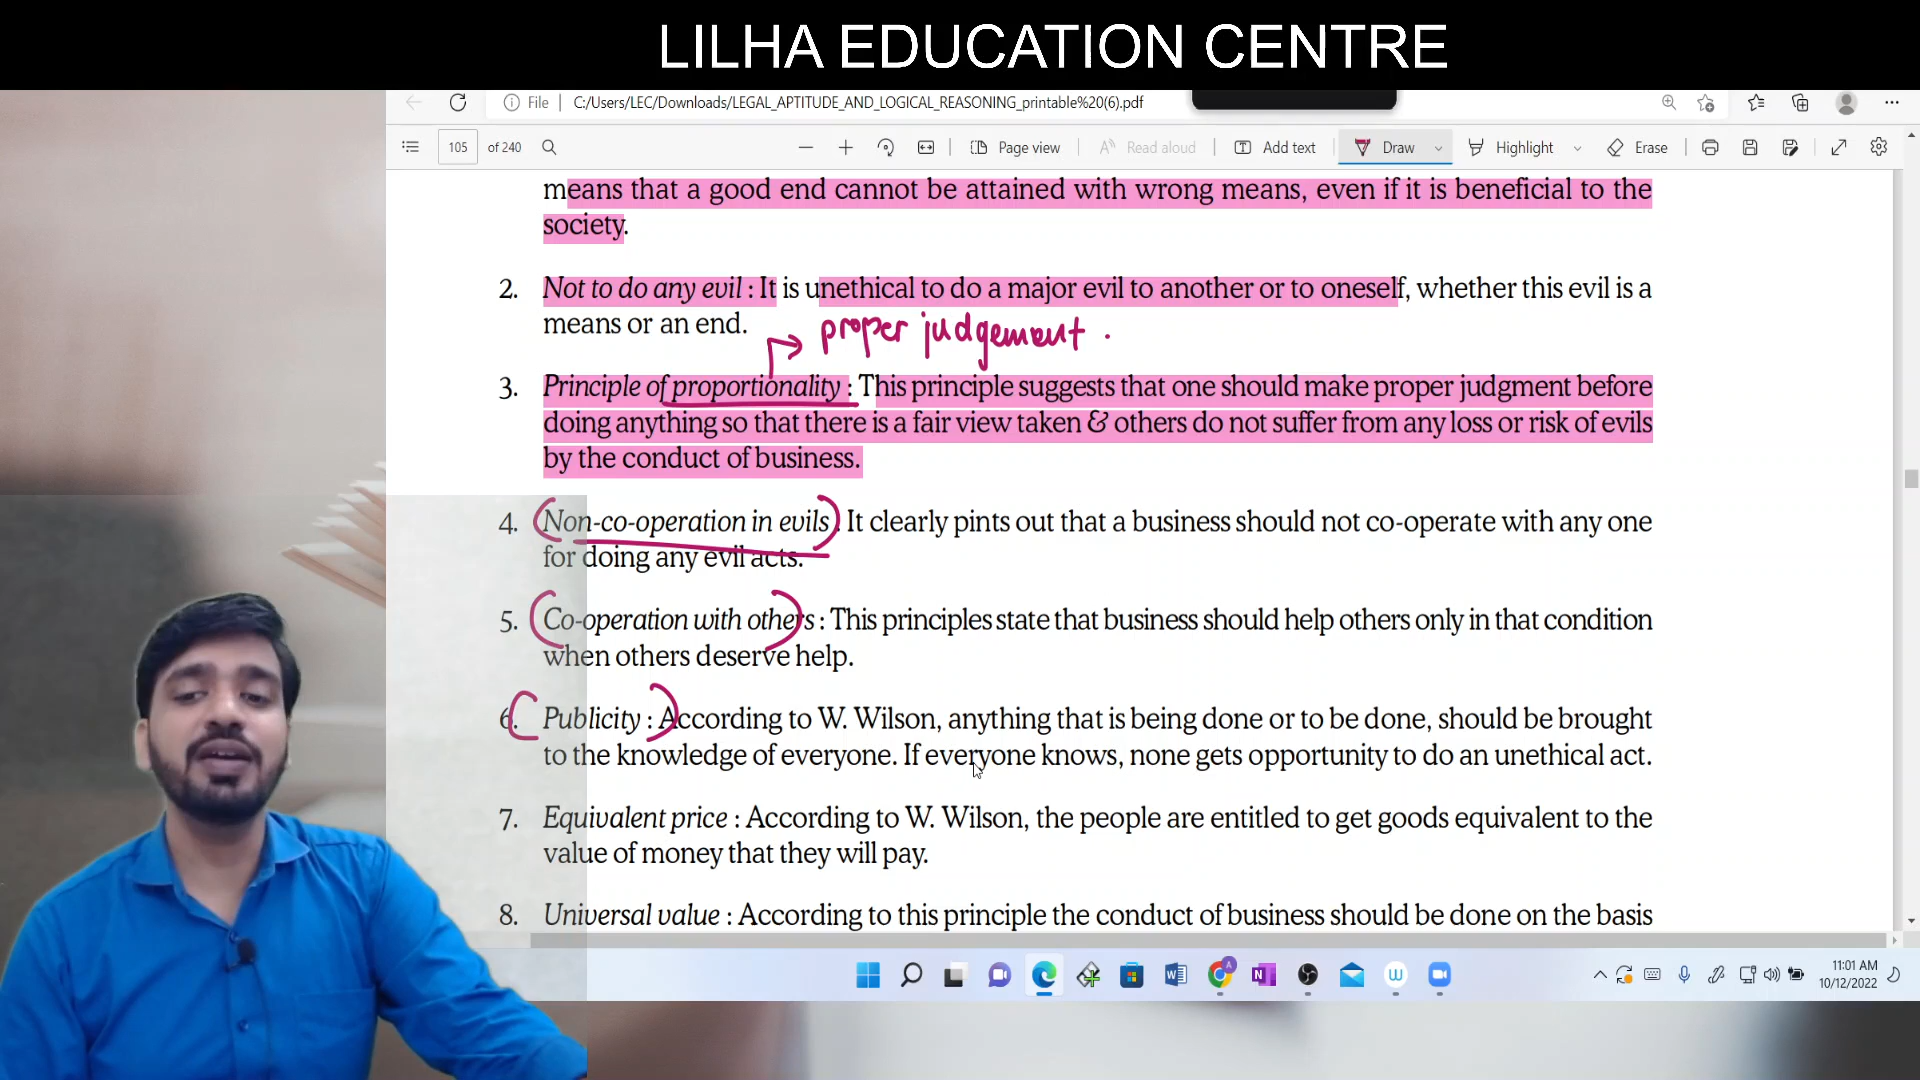 LILHA EDUCATION CENTRE
File | C:/Users/LEC/Downloads/LEGAL_APTITUDE_AND_LOGICAL_REASONING_printable%20(6).pdf
105 of 240 Page view Read aloud Add text Draw Highlight Erase
means that a good end cannot be attained with wrong means, even if it is beneficial to the
society.
2. Not to do any evil : It is unethical to do a major evil to another or to oneself, whether this evil is a
means or an end.
proper judgement .
3. Principle of proportionality : This principle suggests that one should make proper judgment before
doing anything so that there is a fair view taken & others do not suffer from any loss or risk of evils
by the conduct of business.
4. Non-co-operation in evils : It clearly pints out that a business should not co-operate with any one
for doing any evil acts.
5. Co-operation with others : This principles state that business should help others only in that condition
when others deserve help.
6. Publicity : According to W. Wilson, anything that is being done or to be done, should be brought
to the knowledge of everyone. If everyone knows, none gets opportunity to do an unethical act.
7. Equivalent price : According to W. Wilson, the people are entitled to get goods equivalent to the
value of money that they will pay.
8. Universal value : According to this principle the conduct of business should be done on the basis
11:01 AM
10/12/2022